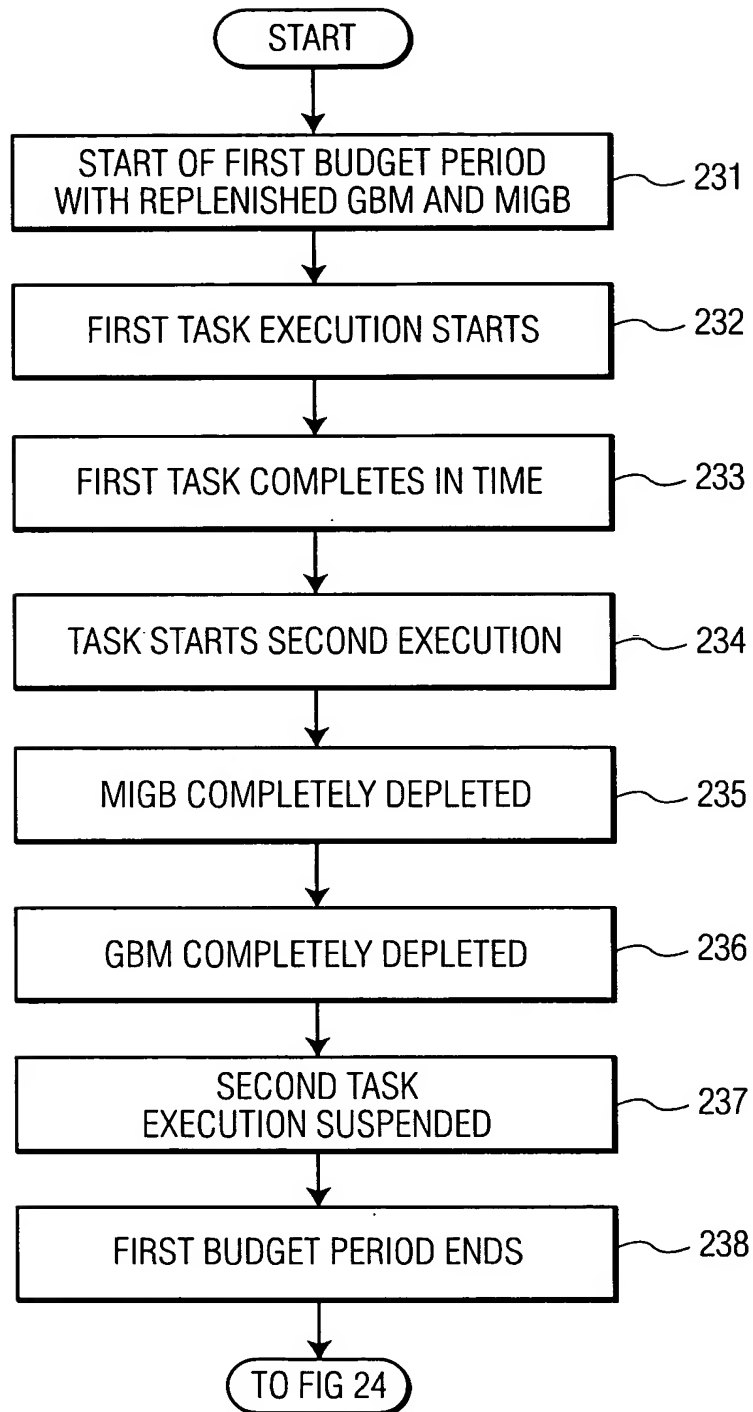 START
START OF FIRST BUDGET PERIOD
WITH REPLENISHED GBM AND MIGB
231
FIRST TASK EXECUTION STARTS
232
FIRST TASK COMPLETES IN TIME
233
TASK STARTS SECOND EXECUTION
234
MIGB COMPLETELY DEPLETED
235
GBM COMPLETELY DEPLETED
236
SECOND TASK
EXECUTION SUSPENDED
237
FIRST BUDGET PERIOD ENDS
238
TO FIG 24